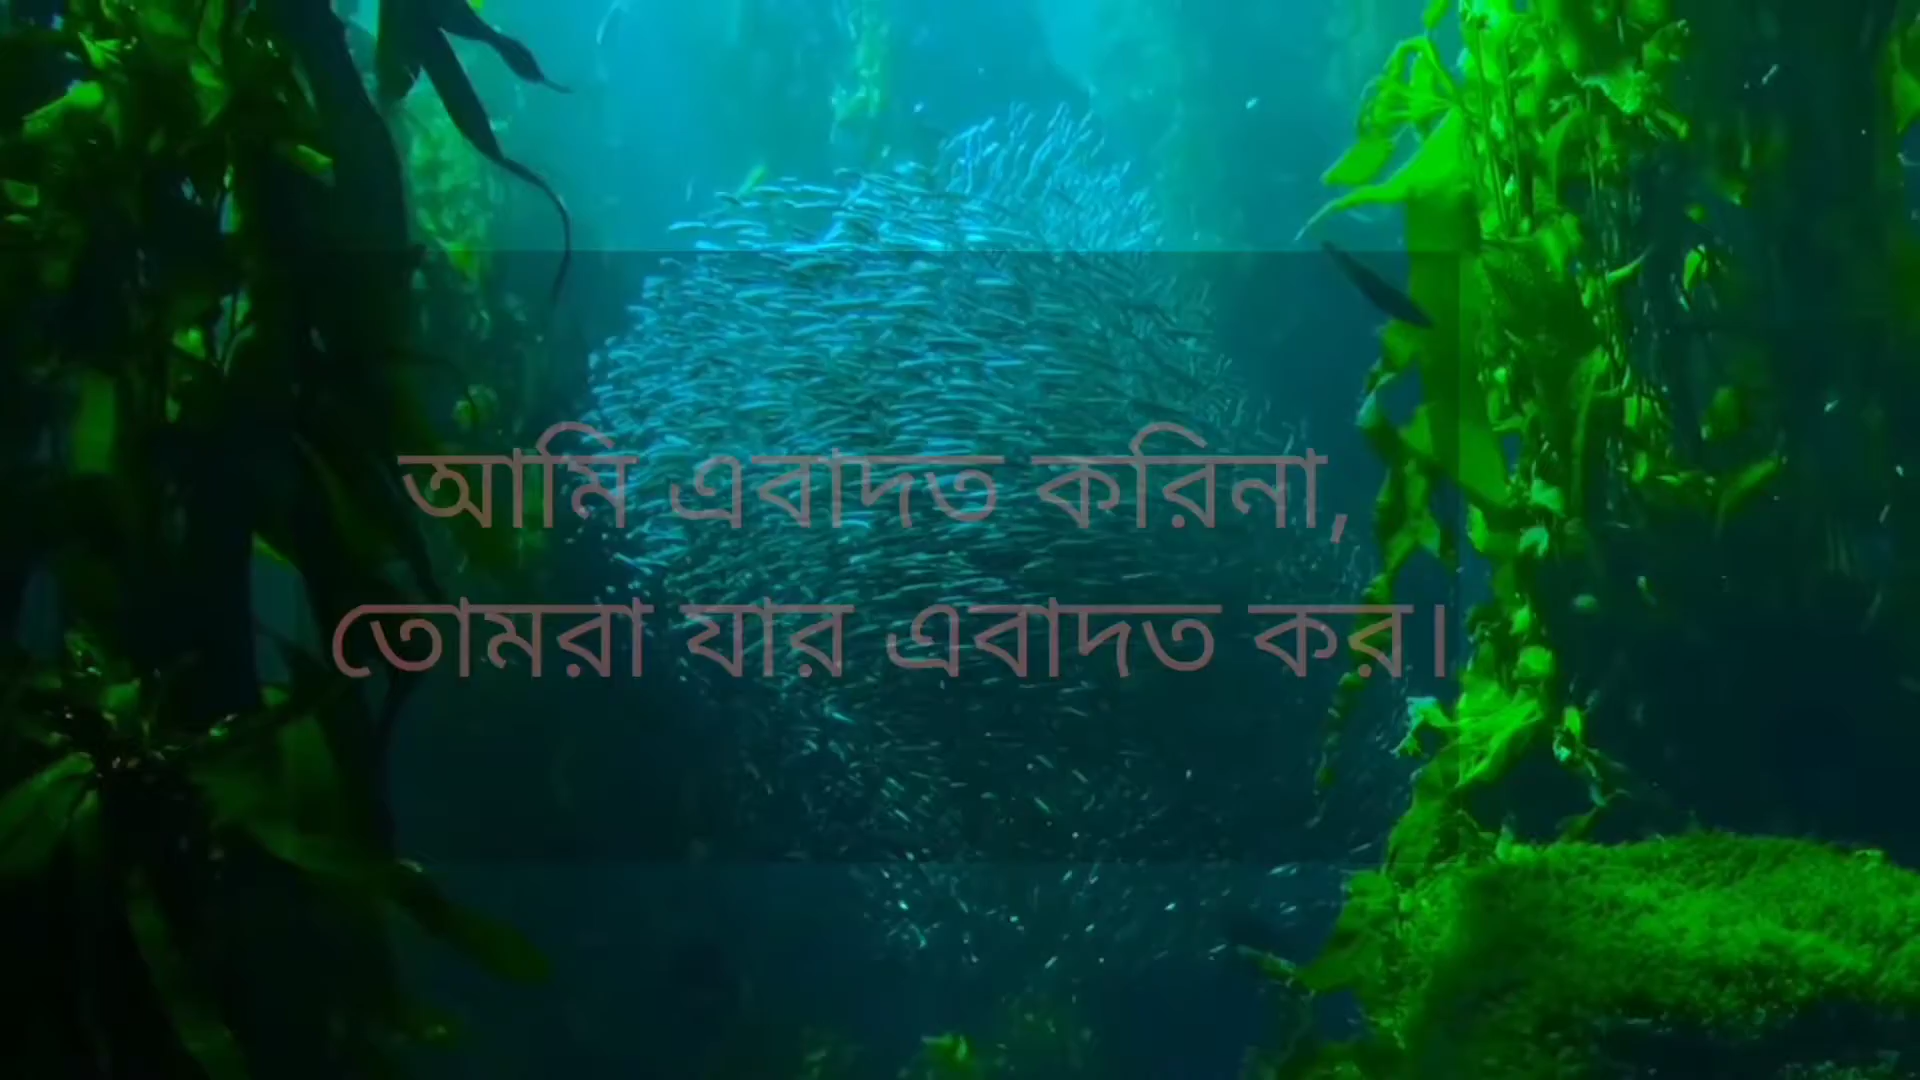 আমি এবাদত করিনা,
তোমরা যার এবাদত কর।